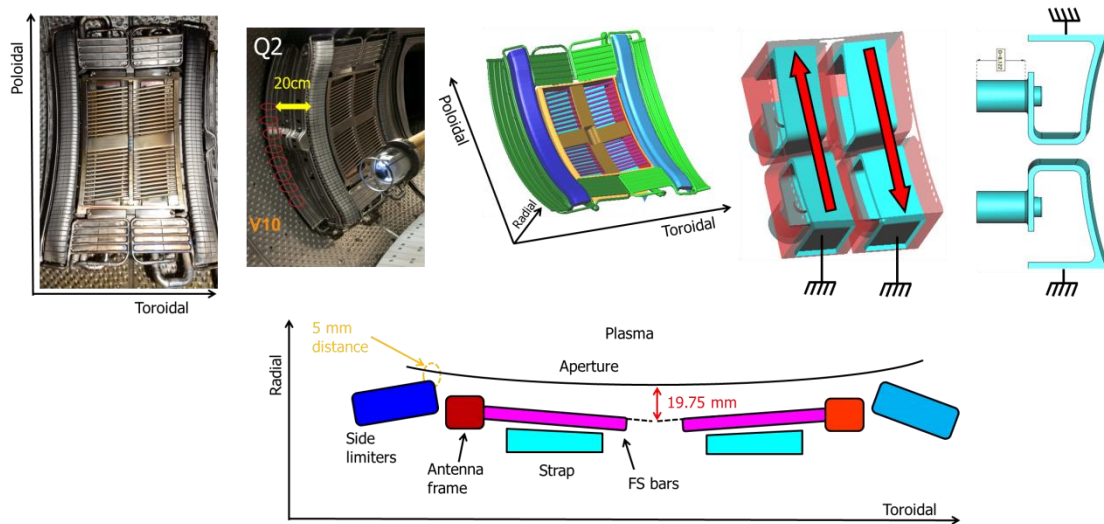 Poloidal
Toroidal
Q2
20cm
V10
Poloidal
Radial
Toroidal
5 mm
distance
Plasma
Aperture
19.75 mm
Radial
Side
limiters
Antenna
frame
Strap
FS bars
Toroidal